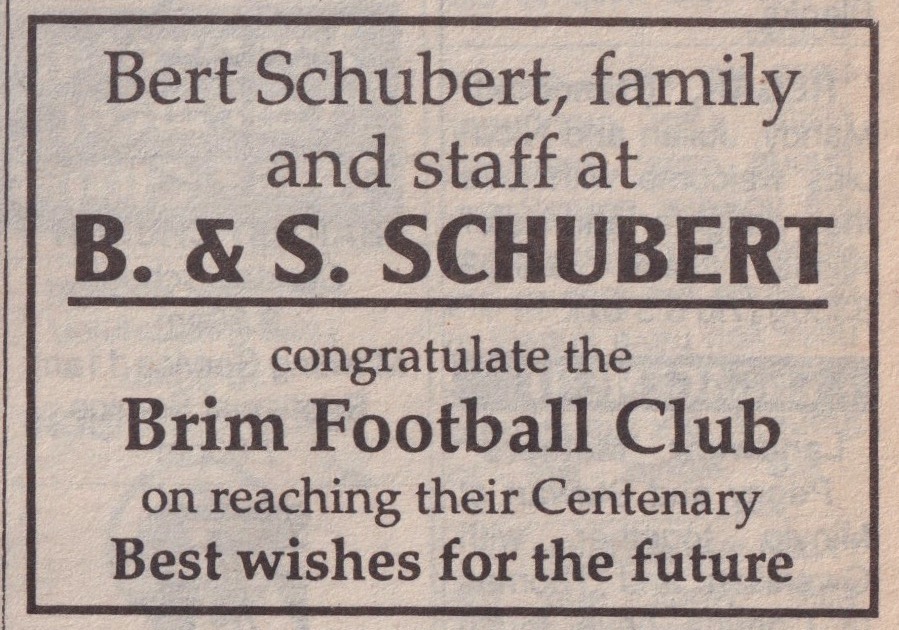 Bert Schubert, family
and staff at
B. & S. SCHUBERT
congratulate the
Brim Football Club
on reaching their Centenary
Best wishes for the future